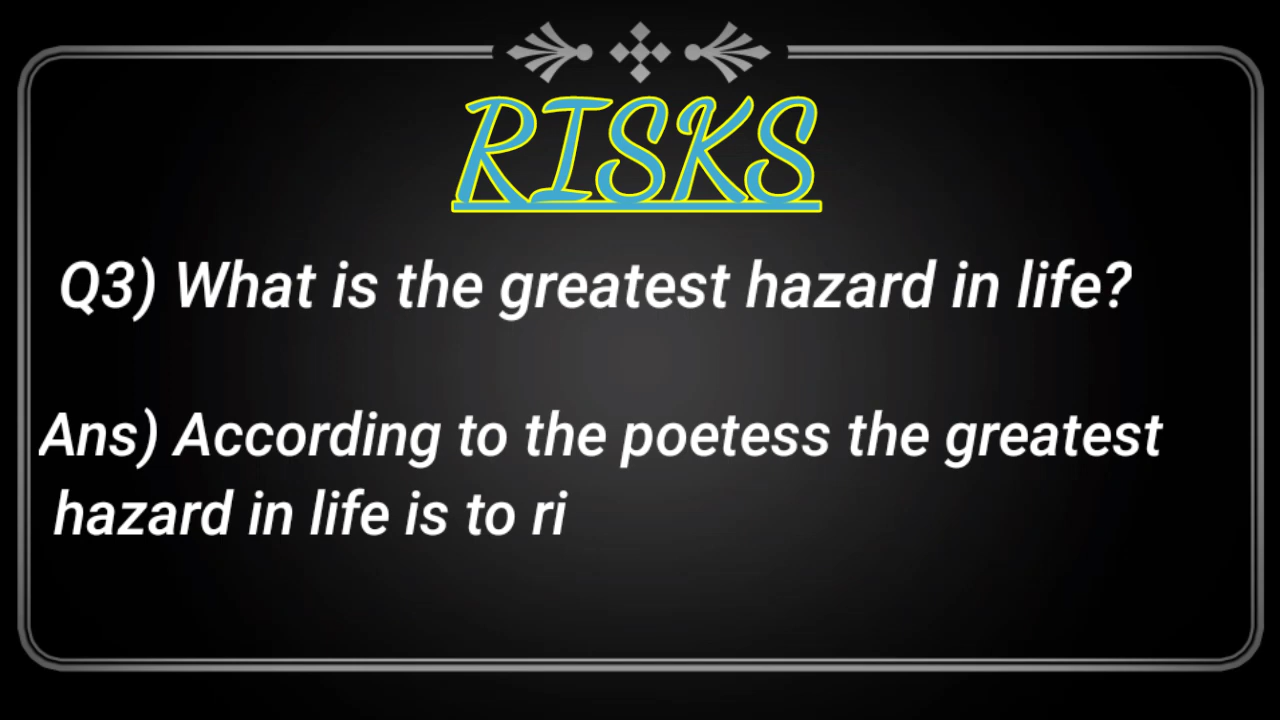 RISKS
Q3) What is the greatest hazard in life?
Ans) According to the poetess the greatest
hazard in life is to ri